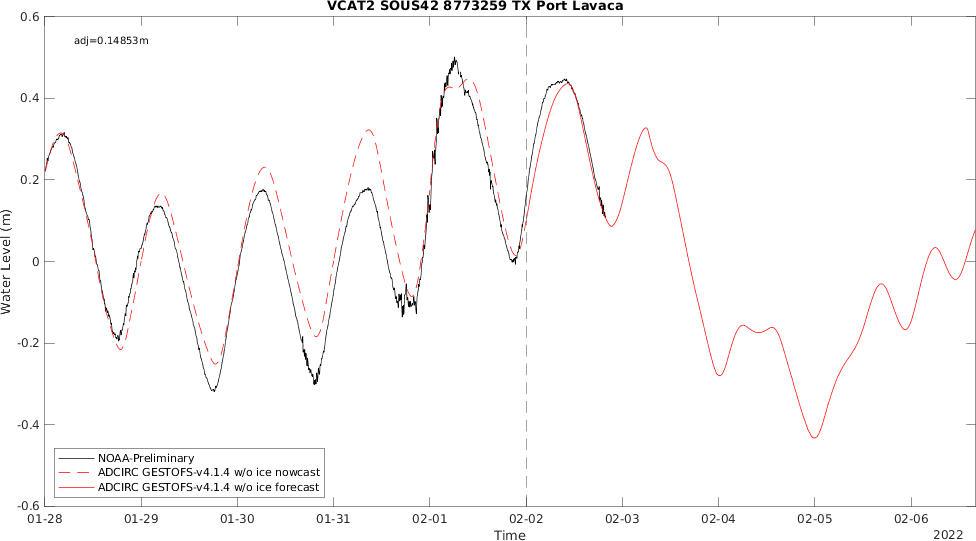 VCAT2 SOUS42 8773259 TX Port Lavaca
adj=0.14853m
0.6
0.4
0.2
0
-0.2
-0.4
-0.6
Water Level (m)
NOAA-Preliminary
ADCIRC GESTOFS-v4.1.4 w/o ice nowcast
ADCIRC GESTOFS-v4.1.4 w/o ice forecast
01-28 01-29 01-30 01-31 02-01 02-02 02-03 02-04 02-05 02-06
Time
2022